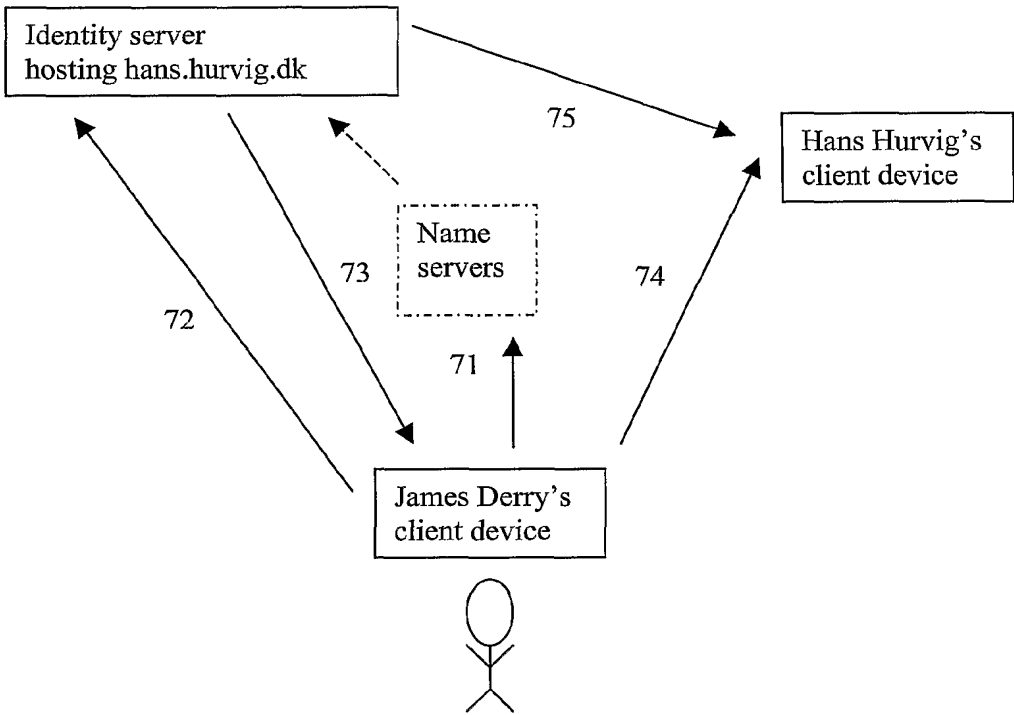 Identity server
hosting hans.hurvig.dk
75
Hans Hurvig's
client device
Name
servers
73
74
72
71
James Derry's
client device